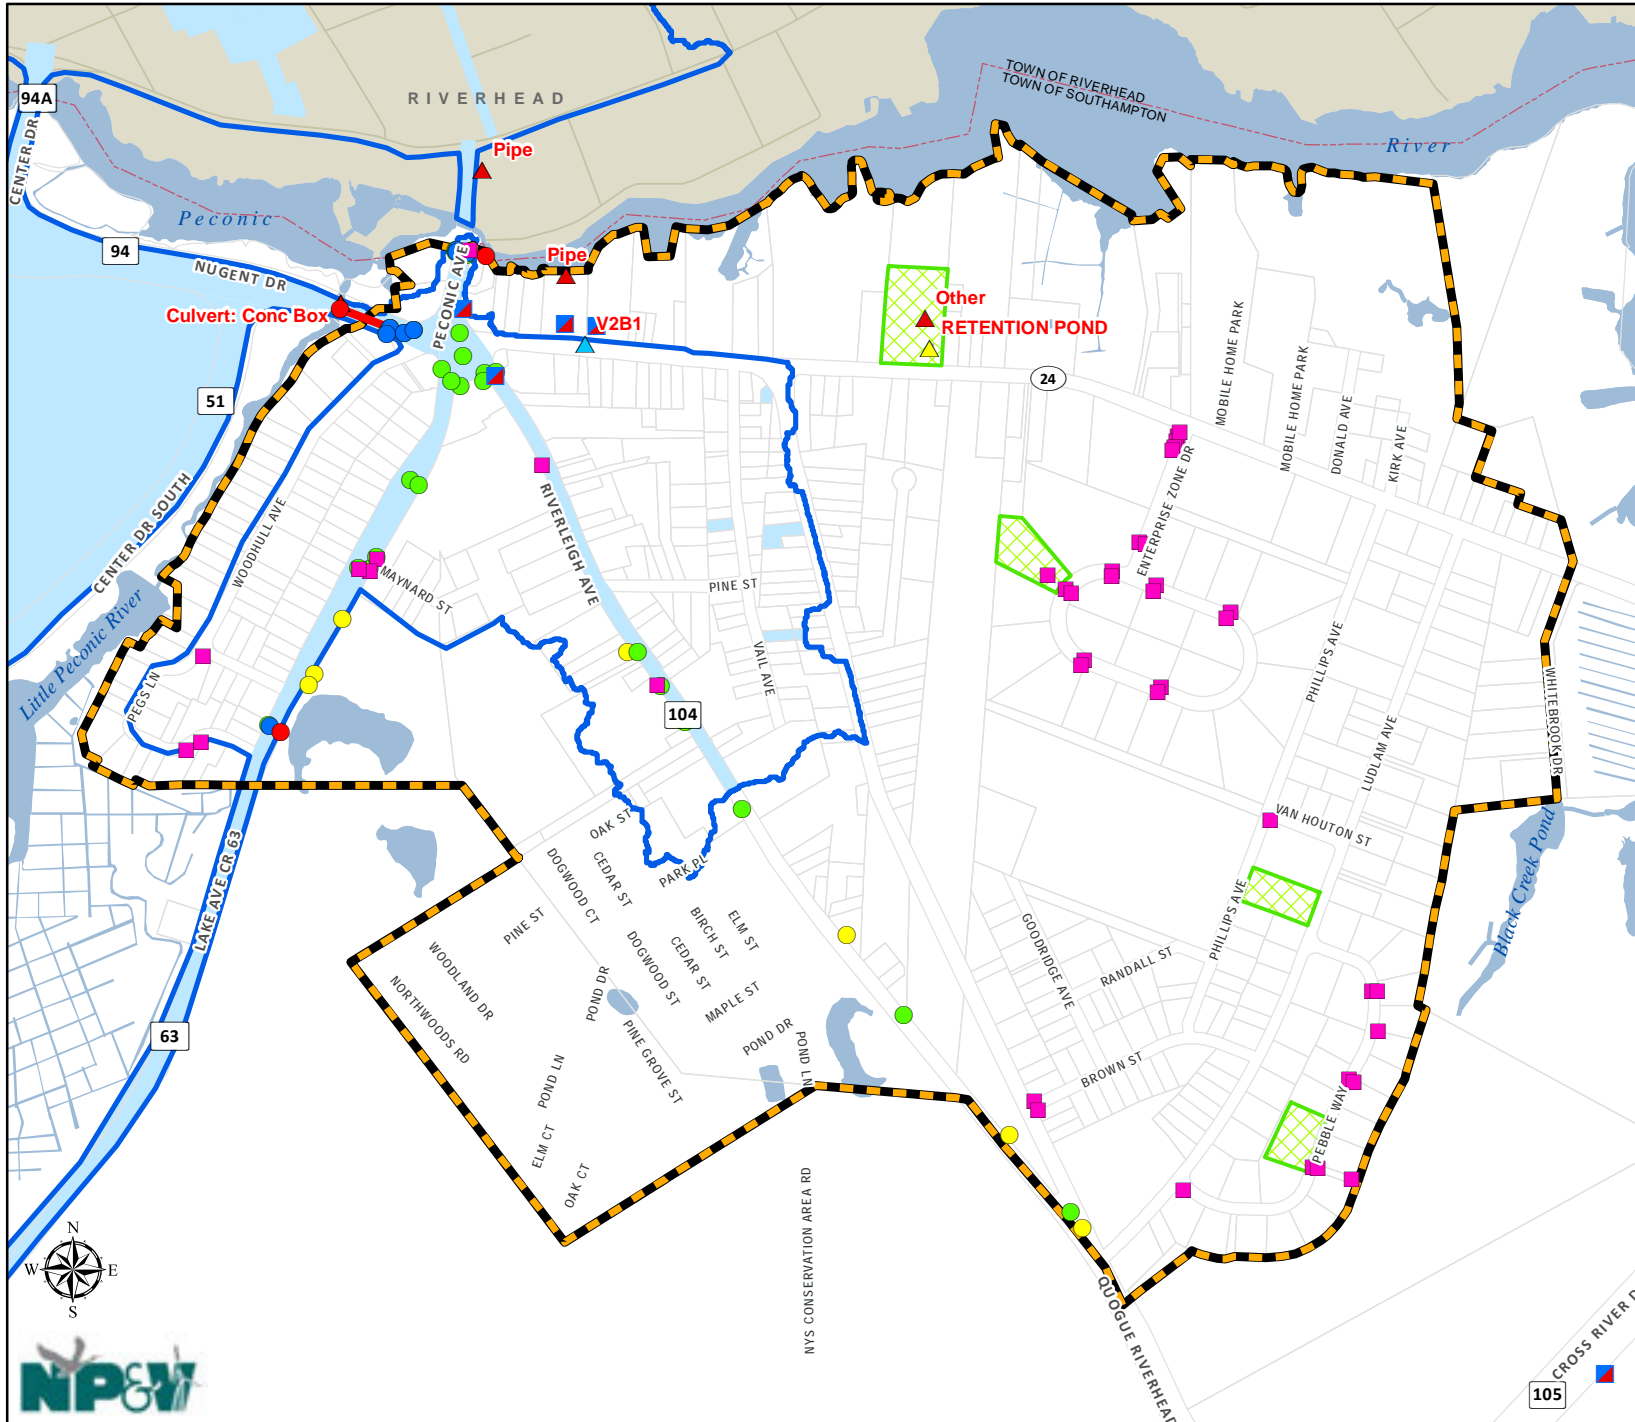 TOWN OF RIVERHEAD
TOWN OF SOUTHAMPTON
RIVERHEAD
94A
CENTER DR
Pipe
River
Peconic
94
NUGENT DR
Pipe
PECONIC AVE
Culvert: Conc Box
V2B1
Other
RETENTION POND
24
51
MOBILE HOME PARK
MOBILE HOME PARK
DONALD AVE
KIRK AVE
CENTER DR SOUTH
WOODHULL AVE
RIVERLEIGH AVE
ENTERPRISE ZONE DR
MAYNARD ST
PINE ST
Little Peconic River
PEGS LN
VAIL AVE
PHILLIPS AVE
LUDLAM AVE
WHITEBROOK DR
104
VAN HOUTON ST
LAKE AVE CR 63
OAK ST
PARK PL
DOGWOOD CT
CEDAR ST
PINE ST
BIRCH ST
ELM ST
DOGWOOD ST
CEDAR ST
MAPLE ST
WOODLAND DR
NORTHWOODS RD
POND DR
PINE GROVE ST
POND DR
POND LN
POND LN
ELM CT
OAK CT
GOODRIDGE AVE
RANDALL ST
PHILLIPS AVE
Black Creek Pond
BROWN ST
PEBBLE WAY
63
NYS CONSERVATION AREA RD
QUOGUE RIVERHEAD
CROSS RIVER D
105
N
W
E
S
NP&V